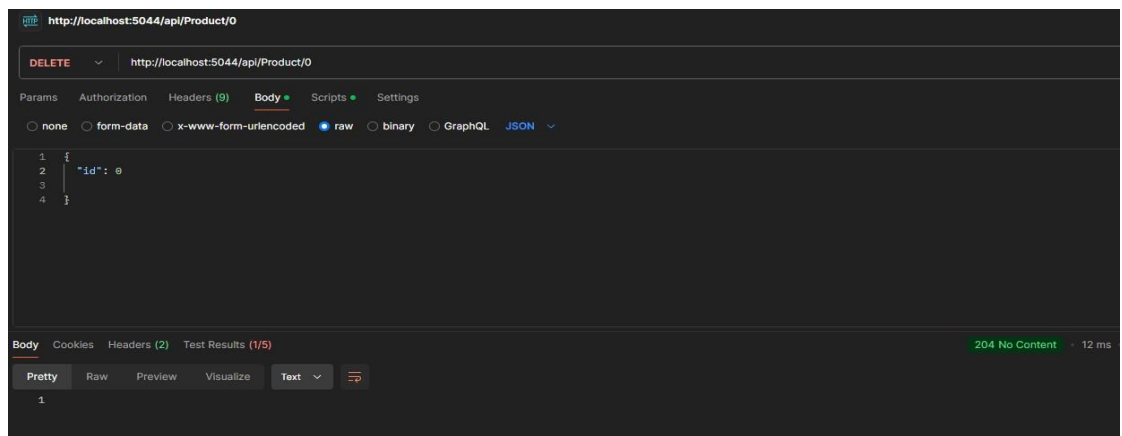 HTTP http://localhost:5044/api/Product/0
DELETE http://localhost:5044/api/Product/0
Params Authorization Headers (9) Body Scripts Settings
none form-data x-www-form-urlencoded raw binary GraphQL JSON
1 {
2 "id": 0
3
4 }
Body Cookies Headers (2) Test Results (1/5) 204 No Content 12 ms
Pretty Raw Preview Visualize Text
1